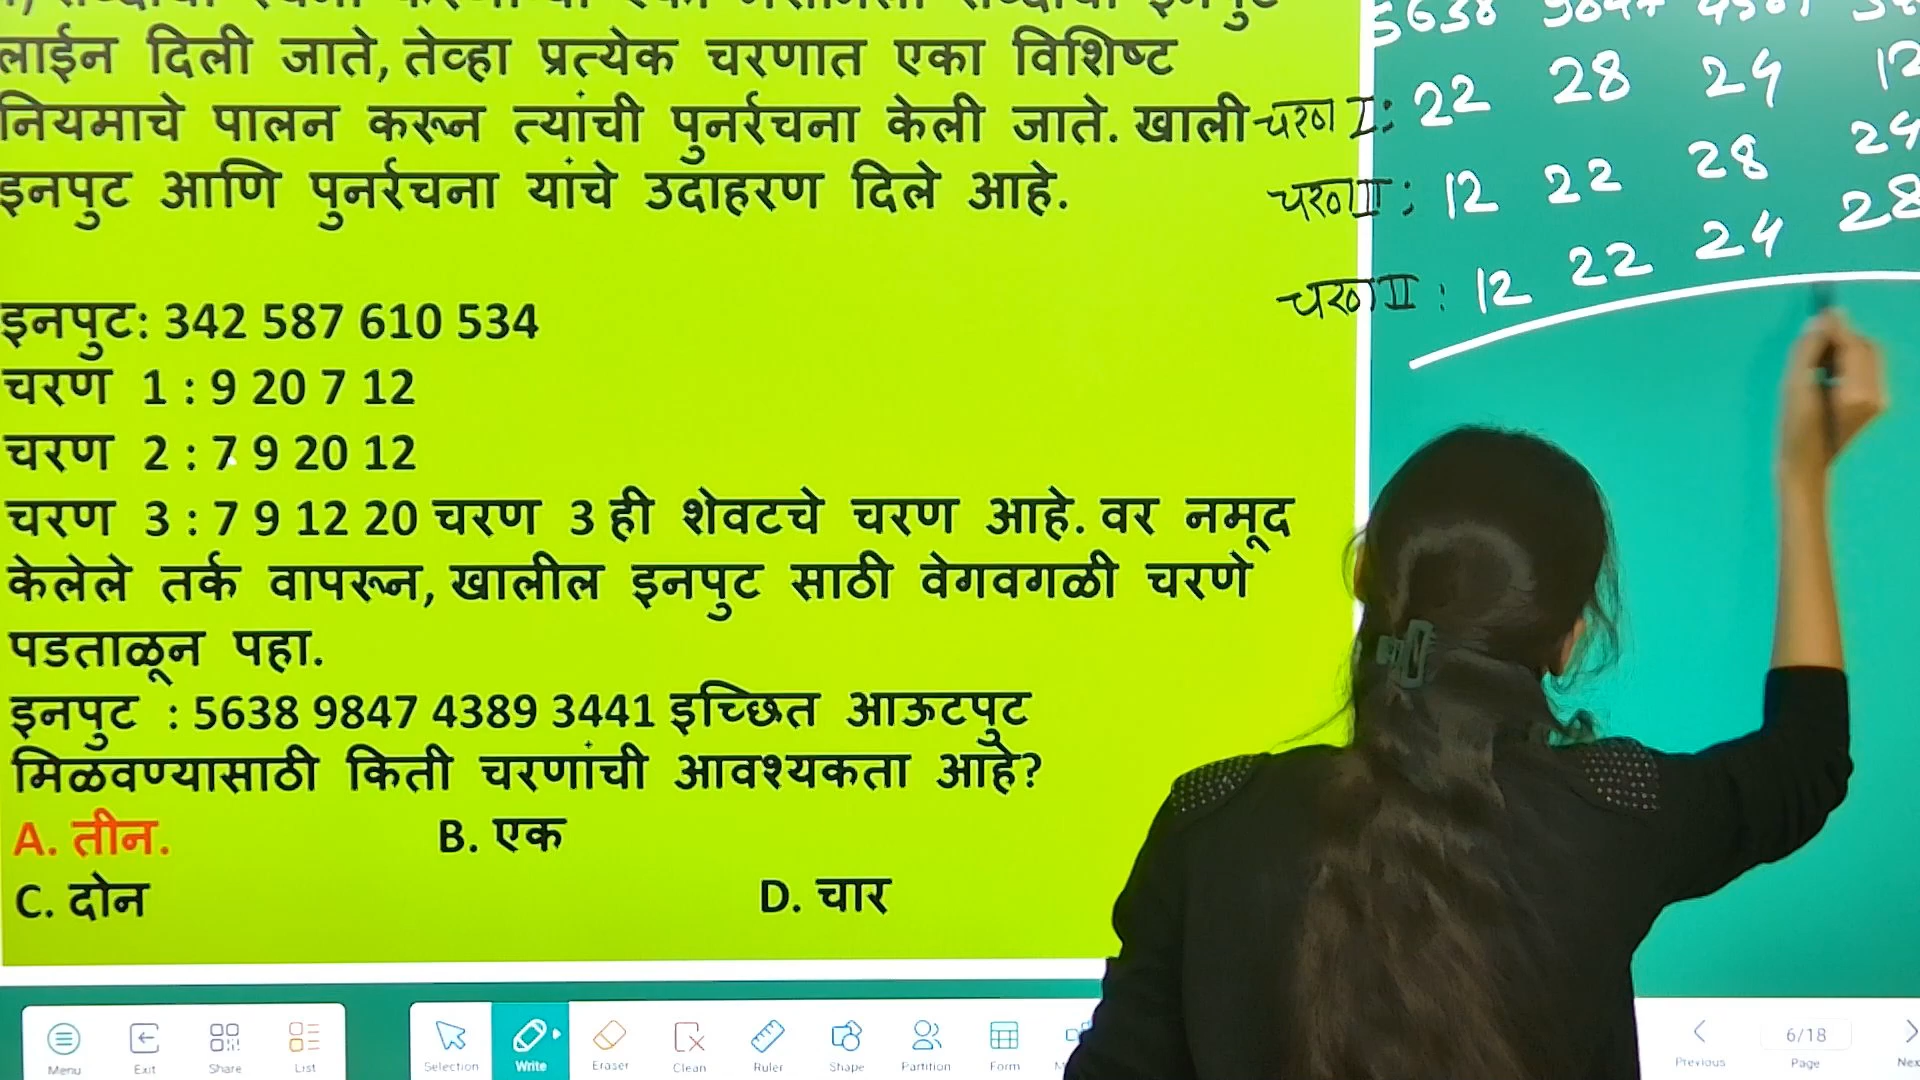 लाईन दिली जाते, तेव्हा प्रत्येक चरणात एका विशिष्ट
नियमाचे पालन करून त्यांची पुनर्रचना केली जाते. खाली
इनपुट आणि पुनर्रचना यांचे उदाहरण दिले आहे.
इनपुट: 342 587 610 534
चरण 1 : 9 20 7 12
चरण 2 : 7 9 20 12
चरण 3 : 7 9 12 20 चरण 3 ही शेवटचे चरण आहे. वर नमूद
केलेले तर्क वापरून, खालील इनपुट साठी वेगवगळी चरणे
पडताळून पहा.
इनपुट : 5638 9847 4389 3441 इच्छित आऊटपुट
मिळवण्यासाठी किती चरणांची आवश्यकता आहे?
A. तीन. B. एक
C. दोन D. चार
5638
चरण I: 22 28 24 12
चरण II: 12 22 28 24
चरण II: 12 22 24 28
Menu Exit Share List Selection Write Eraser Clean Ruler Shape Partition Form Previous 6/18 Page